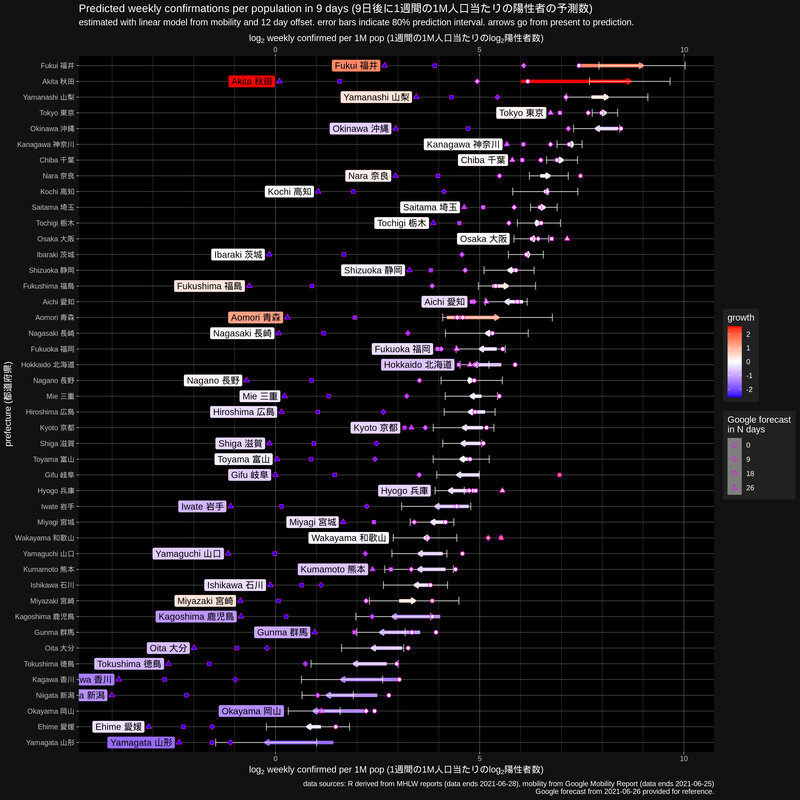 Predicted weekly confirmations per population in 9 days (9日後に1週間の1M人口当たりの陽性者の予測数)
estimated with linear model from mobility and 12 day offset. error bars indicate 80% prediction interval. arrows go from present to prediction.
log₂ weekly confirmed per 1M pop (1週間の1M人口当たりのlog₂陽性者数)
0 5 10
Fukui 福井 Fukui 福井
Akita 秋田 Akita 秋田
Yamanashi 山梨 Yamanashi 山梨
Tokyo 東京 Tokyo 東京
Okinawa 沖縄 Okinawa 沖縄
Kanagawa 神奈川 Kanagawa 神奈川
Chiba 千葉 Chiba 千葉
Nara 奈良 Nara 奈良
Kochi 高知 Kochi 高知
Saitama 埼玉 Saitama 埼玉
Tochigi 栃木 Tochigi 栃木
Osaka 大阪 Osaka 大阪
Ibaraki 茨城 Ibaraki 茨城
Shizuoka 静岡 Shizuoka 静岡
Fukushima 福島 Fukushima 福島
Aichi 愛知 Aichi 愛知
Aomori 青森 Aomori 青森
Nagasaki 長崎 Nagasaki 長崎
Fukuoka 福岡 Fukuoka 福岡
Hokkaido 北海道 Hokkaido 北海道
Nagano 長野 Nagano 長野
Mie 三重 Mie 三重
Hiroshima 広島 Hiroshima 広島
Kyoto 京都 Kyoto 京都
Shiga 滋賀 Shiga 滋賀
Toyama 富山 Toyama 富山
Gifu 岐阜 Gifu 岐阜
Hyogo 兵庫 Hyogo 兵庫
Iwate 岩手 Iwate 岩手
Miyagi 宮城 Miyagi 宮城
Wakayama 和歌山 Wakayama 和歌山
Yamaguchi 山口 Yamaguchi 山口
Kumamoto 熊本 Kumamoto 熊本
Ishikawa 石川 Ishikawa 石川
Miyazaki 宮崎 Miyazaki 宮崎
Kagoshima 鹿児島 Kagoshima 鹿児島
Gunma 群馬 Gunma 群馬
Oita 大分 Oita 大分
Tokushima 徳島 Tokushima 徳島
Kagawa 香川 wa 香川
Niigata 新潟 a 新潟
Okayama 岡山 Okayama 岡山
Ehime 愛媛 Ehime 愛媛
Yamagata 山形 Yamagata 山形
prefecture (都道府県)
growth
2
1
0
-1
-2
Google forecast
in N days
0
9
18
26
0 5 10
log₂ weekly confirmed per 1M pop (1週間の1M人口当たりのlog₂陽性者数)
data sources: R derived from MHLW reports (data ends 2021-06-28), mobility from Google Mobility Report (data ends 2021-06-25)
Google forecast from 2021-06-26 provided for reference.